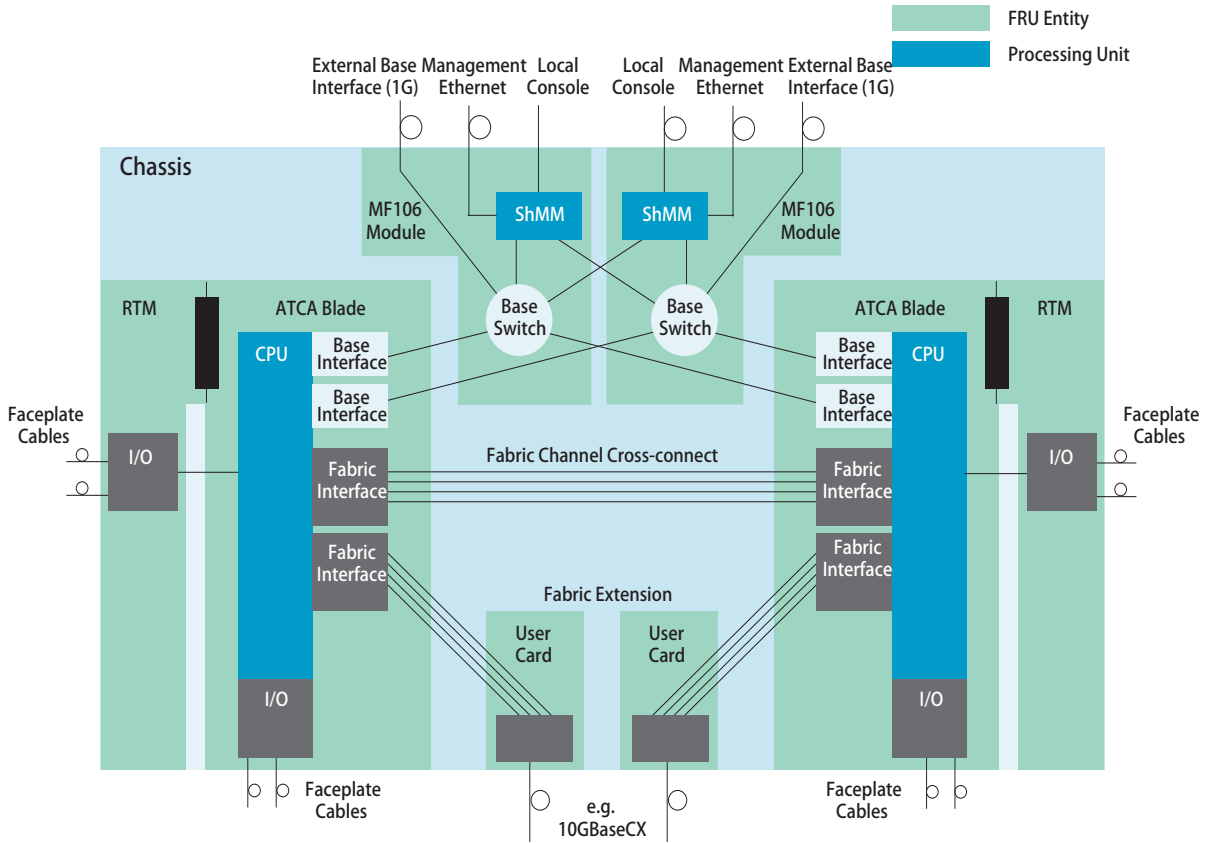 FRU Entity
Processing Unit
External Base
Interface (1G)
Management
Ethernet
Local
Console
Local
Console
Management
Ethernet
External Base
Interface (1G)
Chassis
MF106
Module
ShMM
ShMM
MF106
Module
RTM
ATCA Blade
Base
Switch
Base
Switch
ATCA Blade
RTM
CPU
Base
Interface
Base
Interface
CPU
Base
Interface
Base
Interface
Faceplate
Cables
I/O
Fabric
Interface
Fabric Channel Cross-connect
Fabric
Interface
I/O
Faceplate
Cables
Fabric
Interface
Fabric
Interface
Fabric Extension
User
Card
User
Card
I/O
I/O
Faceplate
Cables
e.g.
10GBaseCX
Faceplate
Cables